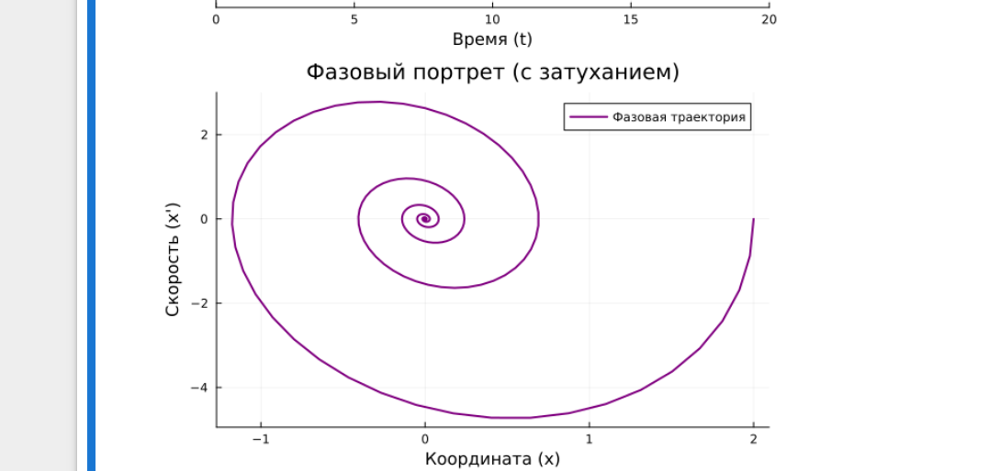 0 5 10 15 20
Время (t)
Фазовый портрет (с затуханием)
Фазовая траектория
2
0
−2
−4
Скорость (x')
−1 0 1 2
Координата (x)